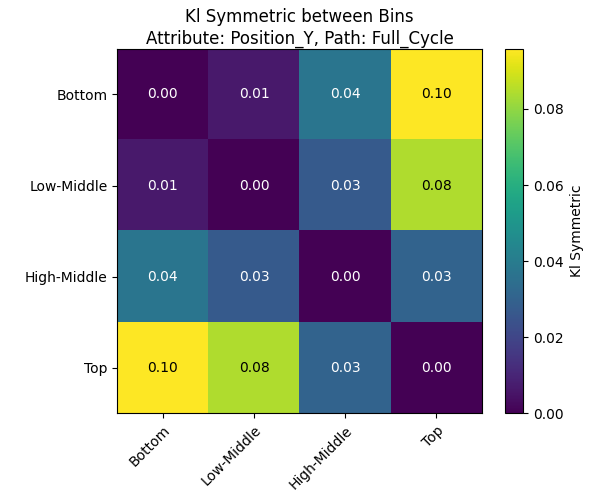 Kl Symmetric between Bins
Attribute: Position_Y, Path: Full_Cycle
Bottom 0.00 0.01 0.04 0.10
Low-Middle 0.01 0.00 0.03 0.08
High-Middle 0.04 0.03 0.00 0.03
Top 0.10 0.08 0.03 0.00
Bottom Low-Middle High-Middle Top
0.08
0.06
0.04
0.02
0.00
Kl Symmetric